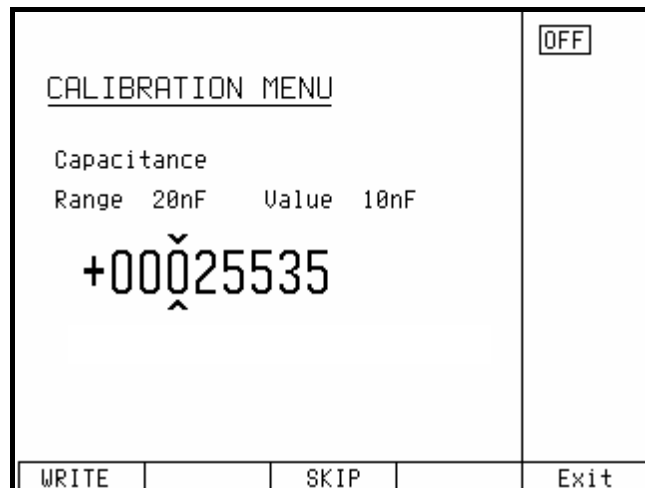 OFF
CALIBRATION MENU
Capacitance
Range 20nF Value 10nF
+00025535
WRITE SKIP Exit